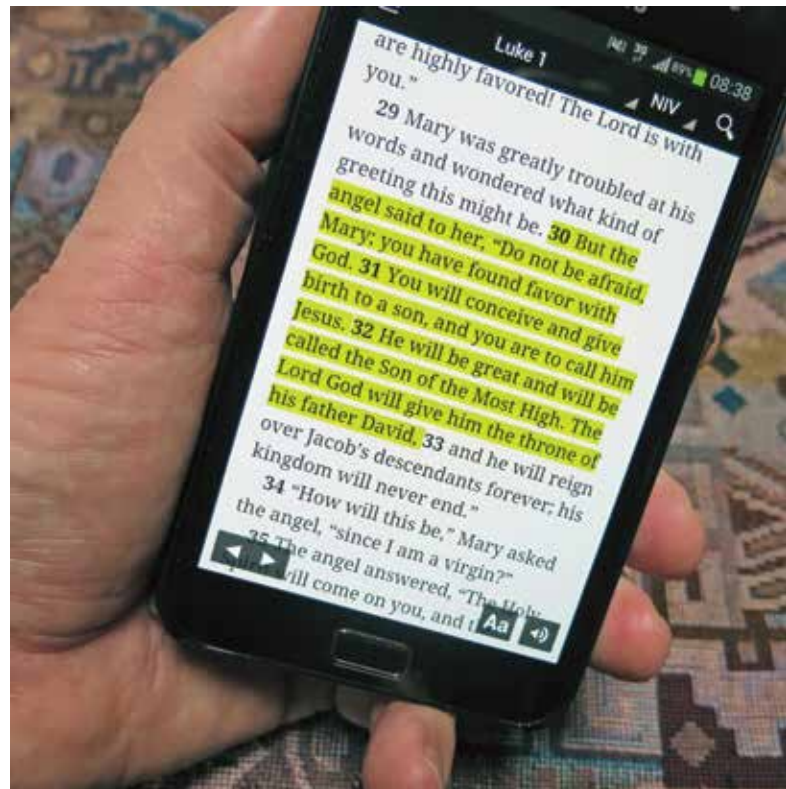 Luke 1
3G 89% 08:38
NIV
are highly favored! The Lord is with
you.”
29 Mary was greatly troubled at his
words and wondered what kind of
greeting this might be. 30 But the
angel said to her, “Do not be afraid,
Mary; you have found favor with
God. 31 You will conceive and give
birth to a son, and you are to call him
Jesus. 32 He will be great and will be
called the Son of the Most High. The
Lord God will give him the throne of
his father David, 33 and he will reign
over Jacob’s descendants forever; his
kingdom will never end.”
34 “How will this be,” Mary asked
the angel, “since I am a virgin?”
35 The angel answered, “The Holy
will come on you, and t
Aa